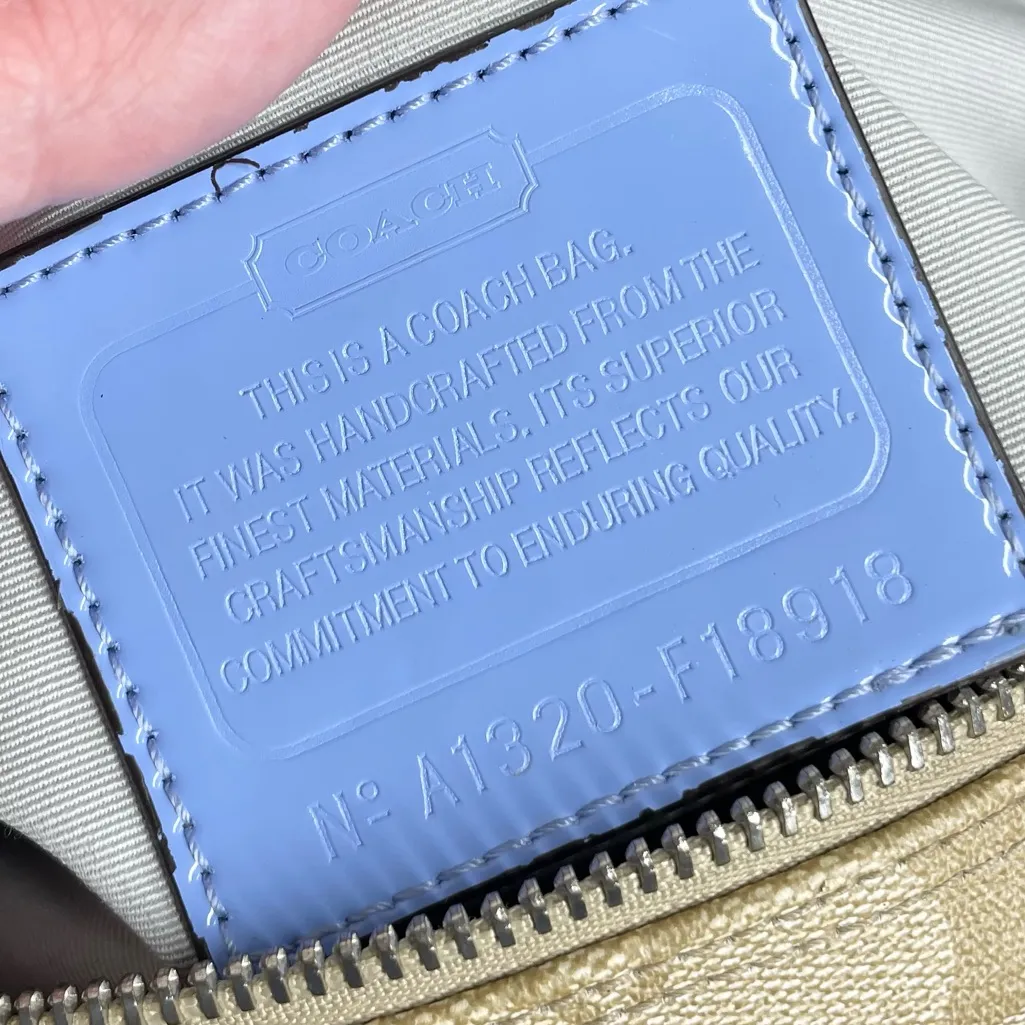 COACH
THIS IS A COACH BAG.
IT WAS HANDCRAFTED FROM THE
FINEST MATERIALS. ITS SUPERIOR
CRAFTSMANSHIP REFLECTS OUR
COMMITMENT TO ENDURING QUALITY.
Nº A1320-F18918